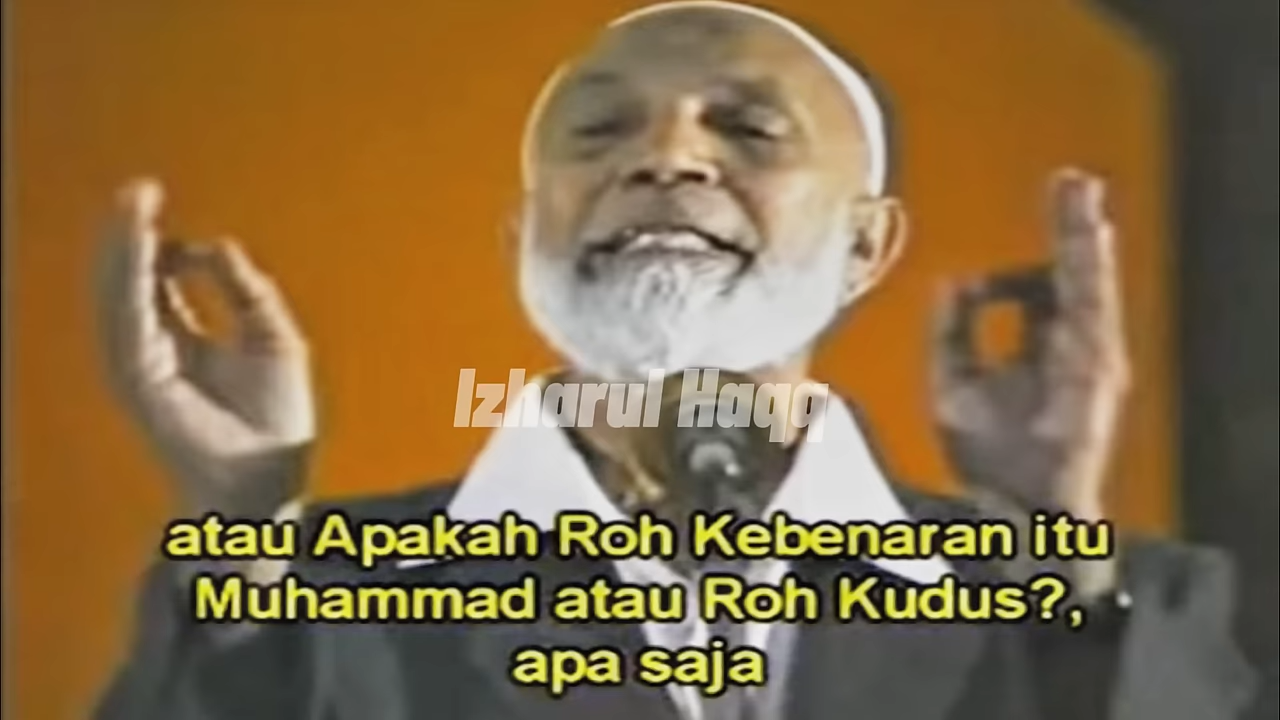 Izharul Haqq
atau Apakah Roh Kebenaran itu
Muhammad atau Roh Kudus?,
apa saja